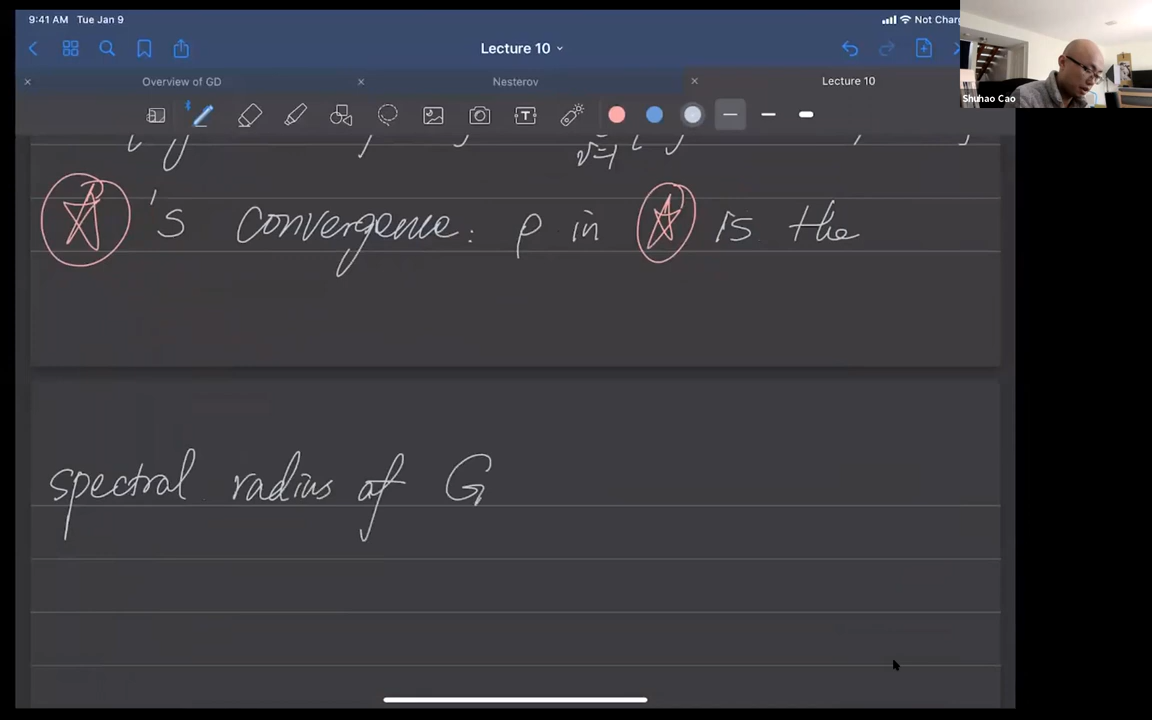 9:41 AM Tue Jan 9
Not Char
Lecture 10
Overview of GD
Nesterov
Lecture 10
Shuhao Cao
's convergence: ρ in is the
spectral radius of G